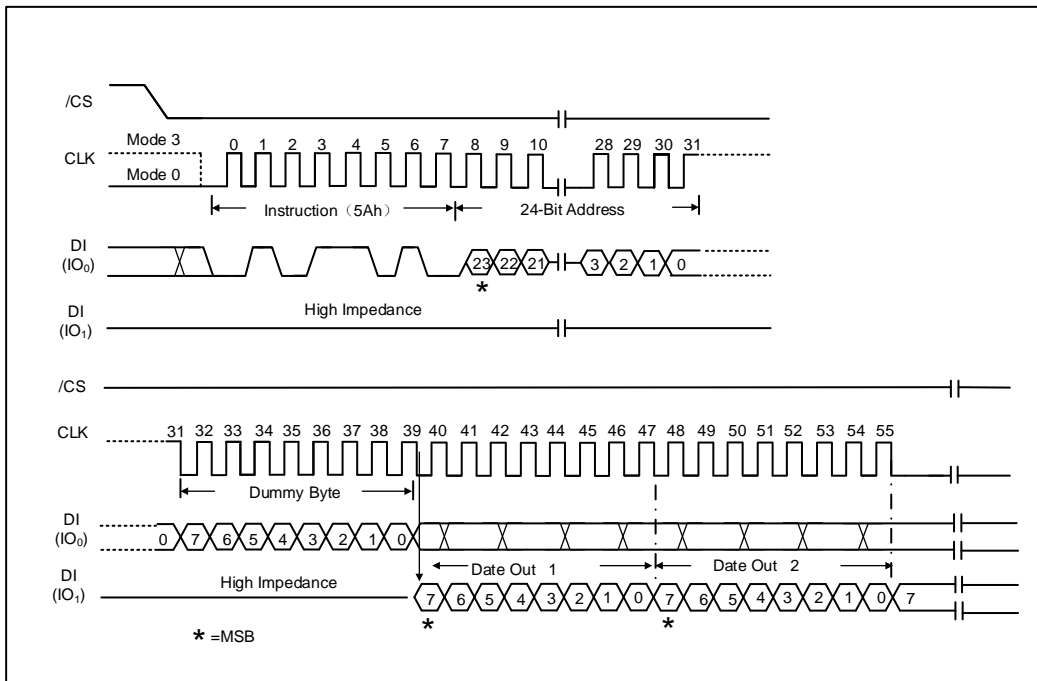 /CS
Mode 3
CLK
Mode 0
0 1 2 3 4 5 6 7 8 9 10 28 29 30 31
Instruction（5Ah）
24-Bit Address
DI
(IO₀)
23 22 21 3 2 1 0
*
High Impedance
DI
(IO₁)
/CS
CLK
31 32 33 34 35 36 37 38 39 40 41 42 43 44 45 46 47 48 49 50 51 52 53 54 55
Dummy Byte
DI
(IO₀)
0 7 6 5 4 3 2 1 0
Date Out 1
Date Out 2
DI
(IO₁)
High Impedance
7 6 5 4 3 2 1 0 7 6 5 4 3 2 1 0 7
* *
* =MSB